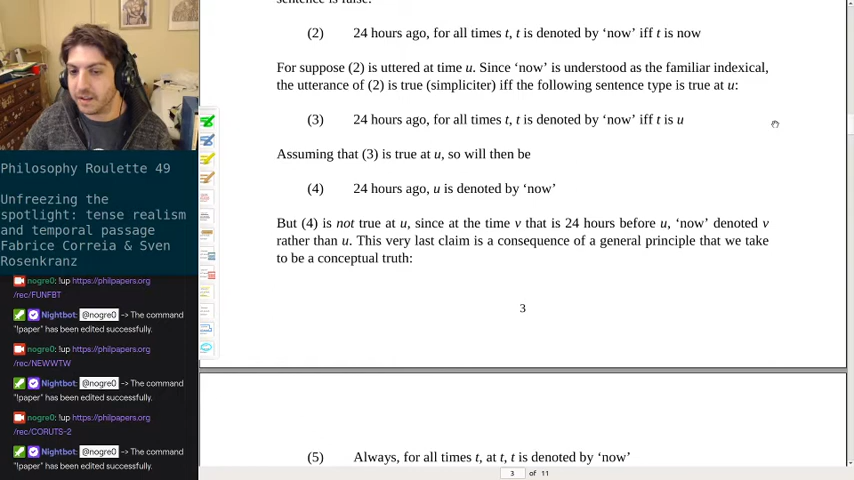 sentence is false:
(2) 24 hours ago, for all times t, t is denoted by ‘now’ iff t is now
For suppose (2) is uttered at time u. Since ‘now’ is understood as the familiar indexical,
the utterance of (2) is true (simpliciter) iff the following sentence type is true at u:
(3) 24 hours ago, for all times t, t is denoted by ‘now’ iff t is u
Assuming that (3) is true at u, so will then be
(4) 24 hours ago, u is denoted by ‘now’
But (4) is not true at u, since at the time v that is 24 hours before u, ‘now’ denoted v
rather than u. This very last claim is a consequence of a general principle that we take
to be a conceptual truth:
3
(5) Always, for all times t, at t, t is denoted by ‘now’
3 of 11
Philosophy Roulette 49
Unfreezing the
spotlight: tense realism
and temporal passage
Fabrice Correia & Sven
Rosenkranz
nogre0: !up https://philpapers.org
/rec/FUNFBT
Nightbot: @nogre0 -> The command
"!paper" has been edited successfully.
nogre0: !up https://philpapers.org
/rec/NEWWTW
Nightbot: @nogre0 -> The command
"!paper" has been edited successfully.
nogre0: !up https://philpapers.org
/rec/CORUTS-2
Nightbot: @nogre0 -> The command
"!paper" has been edited successfully.